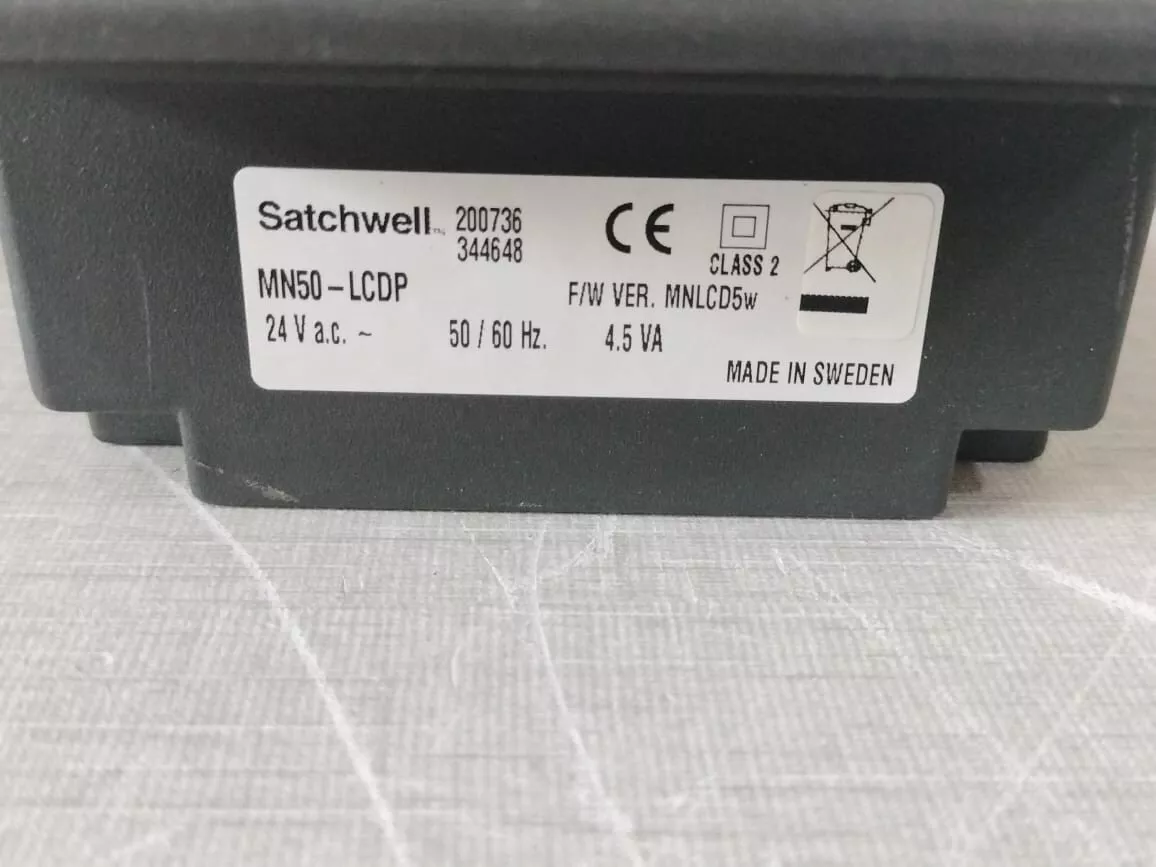 Satchwell™ 200736
344648
CE
CLASS 2
MN50-LCDP
F/W VER. MNLCD5w
24 V a.c. ~ 50 / 60 Hz. 4.5 VA
MADE IN SWEDEN